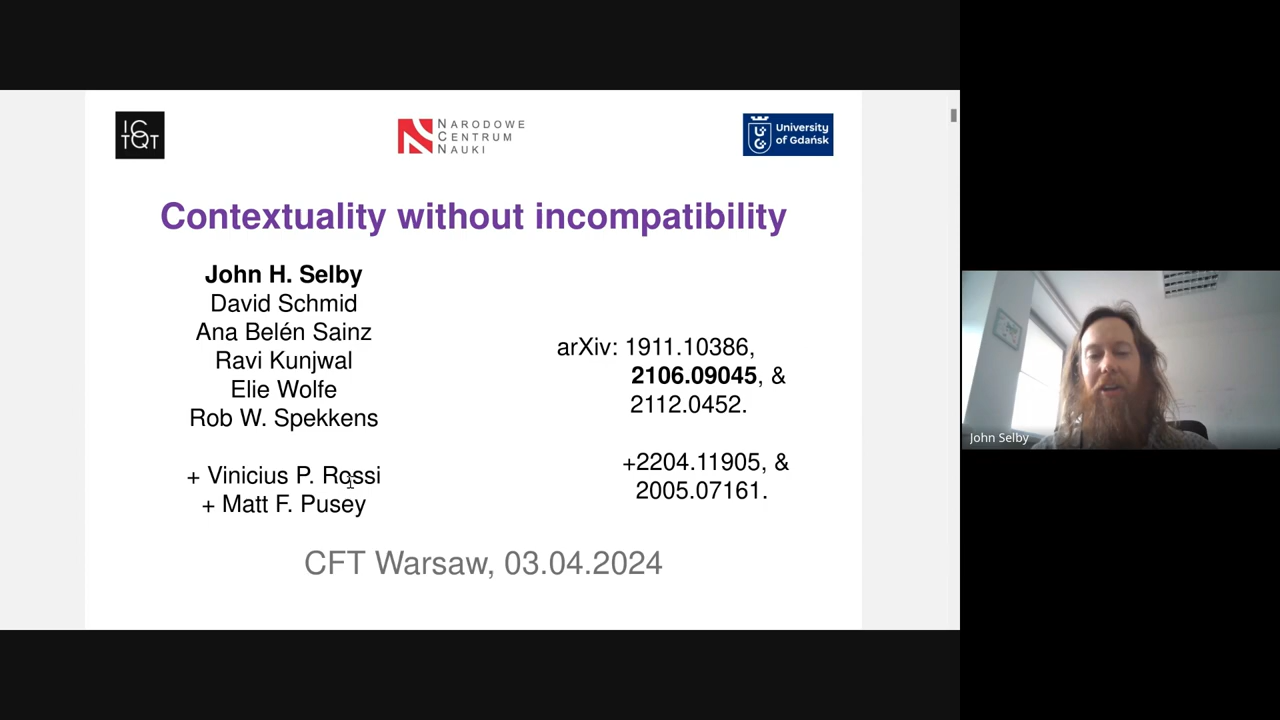 IC
TQT
NARODOWE
CENTRUM
NAUKI
University
of Gdańsk
Contextuality without incompatibility
John H. Selby
David Schmid
Ana Belén Sainz
Ravi Kunjwal
Elie Wolfe
Rob W. Spekkens
+ Vinicius P. Rossi
+ Matt F. Pusey
arXiv: 1911.10386,
2106.09045, &
2112.0452.
+2204.11905, &
2005.07161.
CFT Warsaw, 03.04.2024
John Selby